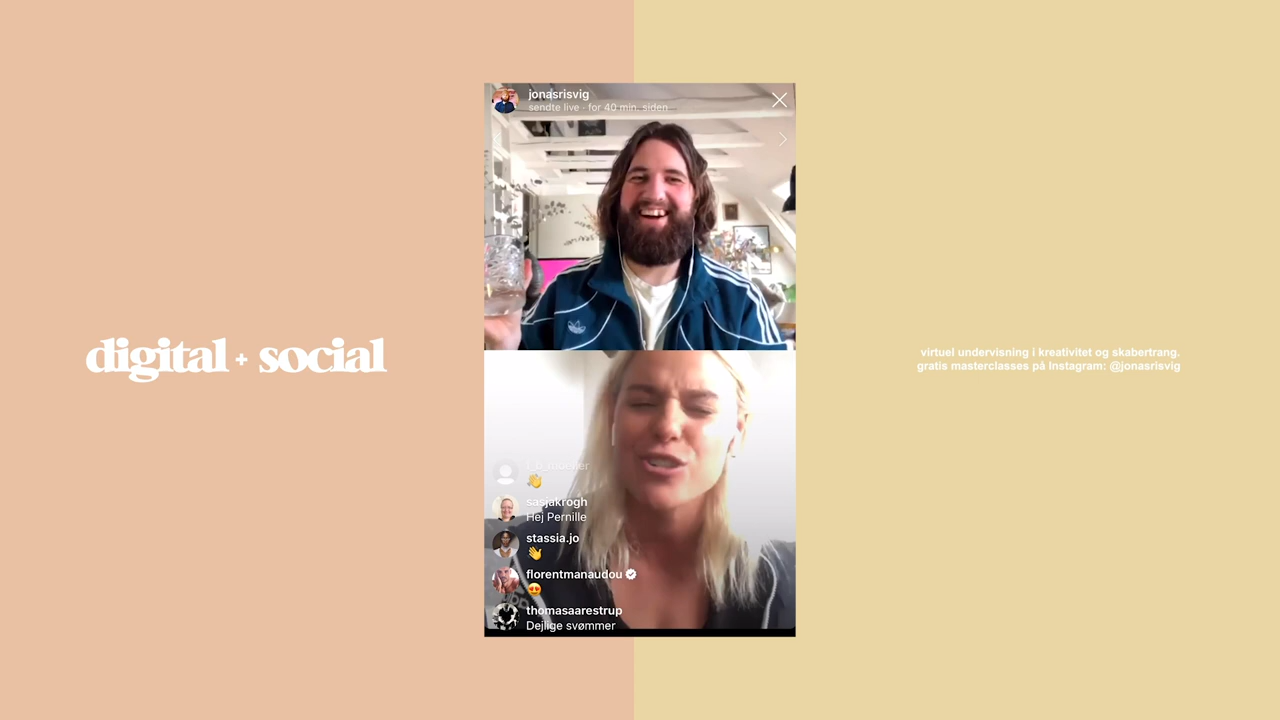 digital + social
jonasrisvig
sendte live · for 40 min. siden
sasjakrogh
Hej Pernille
stassia.jo
florentmanaudou
thomasaarestrup
Dejlige svømmer
virtuel undervisning i kreativitet og skabertrang.
gratis masterclasses på Instagram: @jonasrisvig